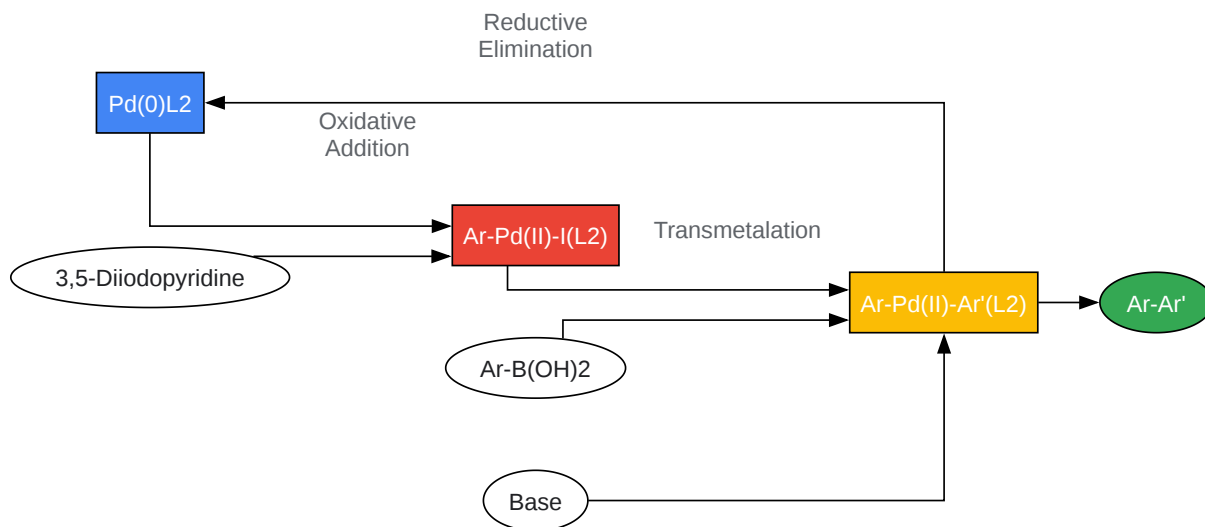 Reductive
Elimination
Pd(0)L2
Oxidative
Addition
Ar-Pd(II)-I(L2)
Transmetalation
3,5-Diiodopyridine
Ar-Pd(II)-Ar'(L2)
Ar-Ar'
Ar-B(OH)2
Base